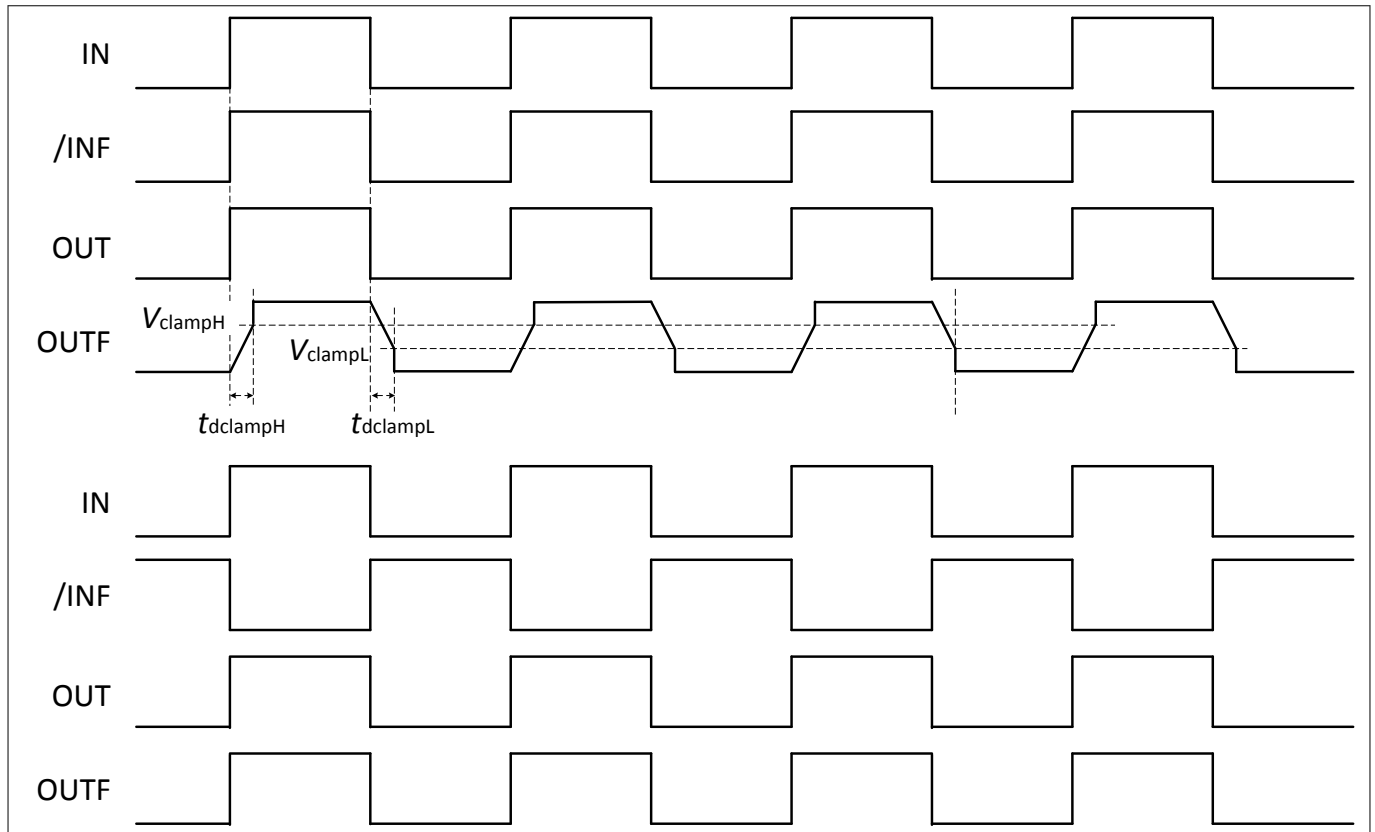 IN
/INF
OUT
VclampH
OUTF
VclampL
tdclampH
tdclampL
IN
/INF
OUT
OUTF